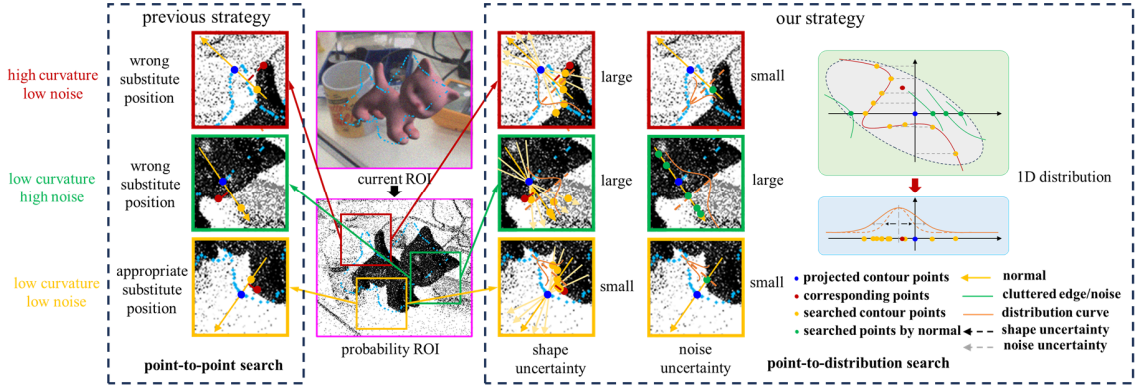 previous strategy
our strategy
high curvature
low noise
wrong
substitute
position
large
small
low curvature
high noise
wrong
substitute
position
current ROI
large
large
1D distribution
low curvature
low noise
appropriate
substitute
position
small
small
projected contour points
corresponding points
searched contour points
searched points by normal
normal
cluttered edge/noise
distribution curve
shape uncertainty
noise uncertainty
point-to-point search
probability ROI
shape
uncertainty
noise
uncertainty
point-to-distribution search